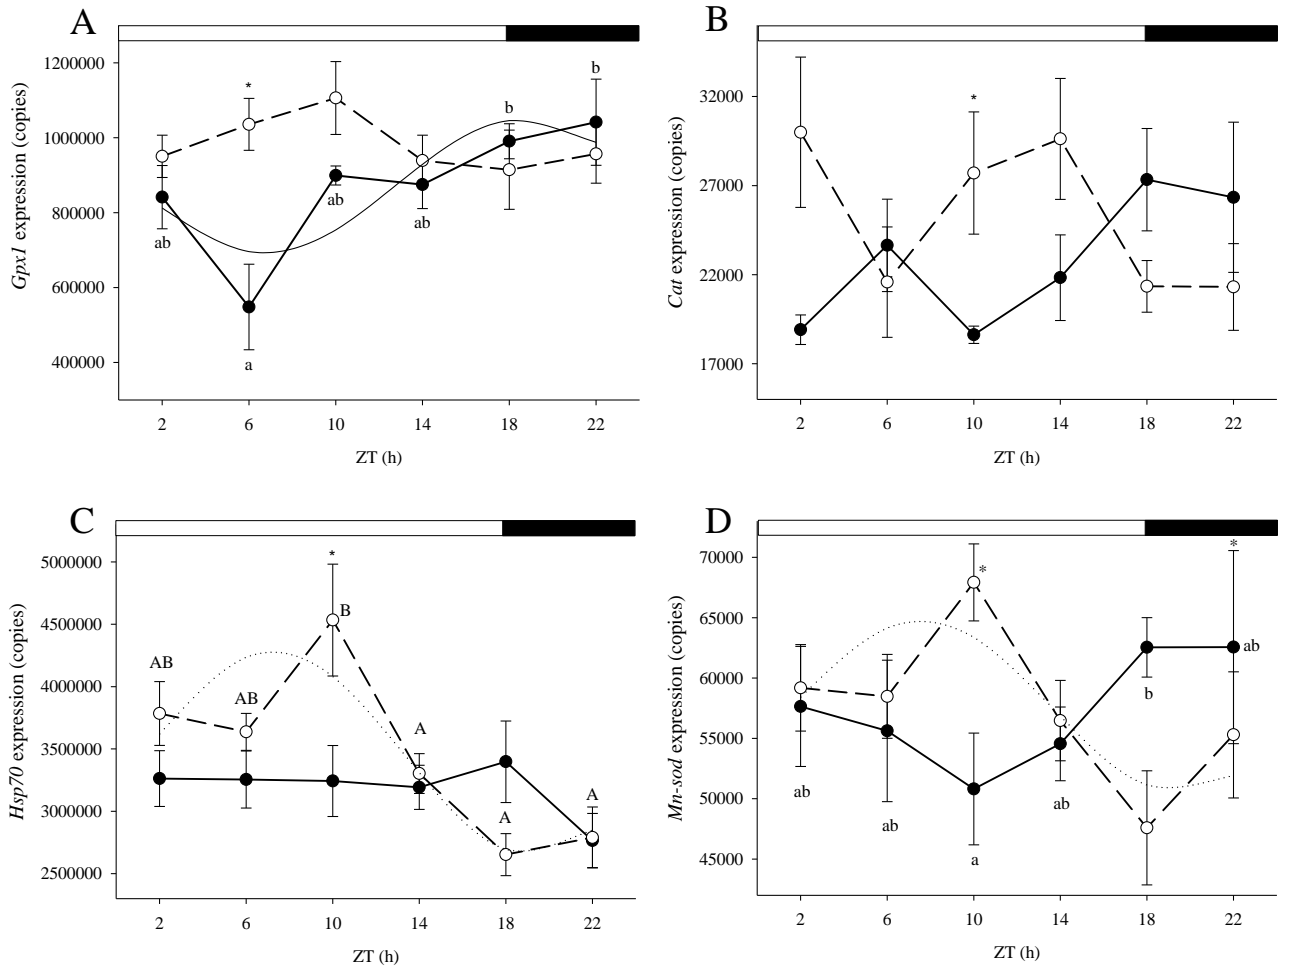 A
Gpx1 expression (copies)
1200000
1000000
800000
600000
400000
*
b
b
ab
ab
ab
a
2 6 10 14 18 22
ZT (h)
B
Cat expression (copies)
32000
27000
22000
17000
*
2 6 10 14 18 22
ZT (h)
C
Hsp70 expression (copies)
5000000
4500000
4000000
3500000
3000000
2500000
*
B
AB
AB
A
A
A
2 6 10 14 18 22
ZT (h)
D
Mn-sod expression (copies)
70000
65000
60000
55000
50000
45000
*
*
ab
b
ab
ab
ab
a
2 6 10 14 18 22
ZT (h)